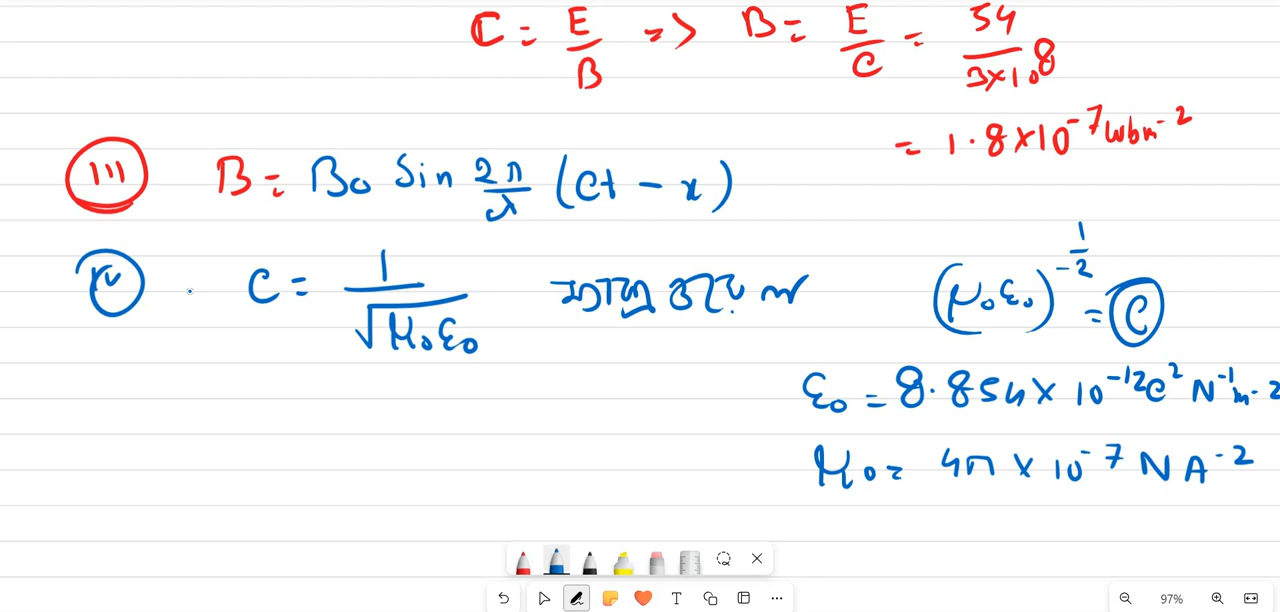 C = E/B => B = E/C = 54/3×10^8
= 1.8×10^-7 wbm^-2
III B = B0 Sin 2π/λ (ct - x)
IV C = 1/√μ0ε0 (μ0ε0)^-1/2 = C
ε0 = 8.854 × 10^-12 C^2 N^-1 m^-2
μ0 = 4π × 10^-7 N A^-2
97%